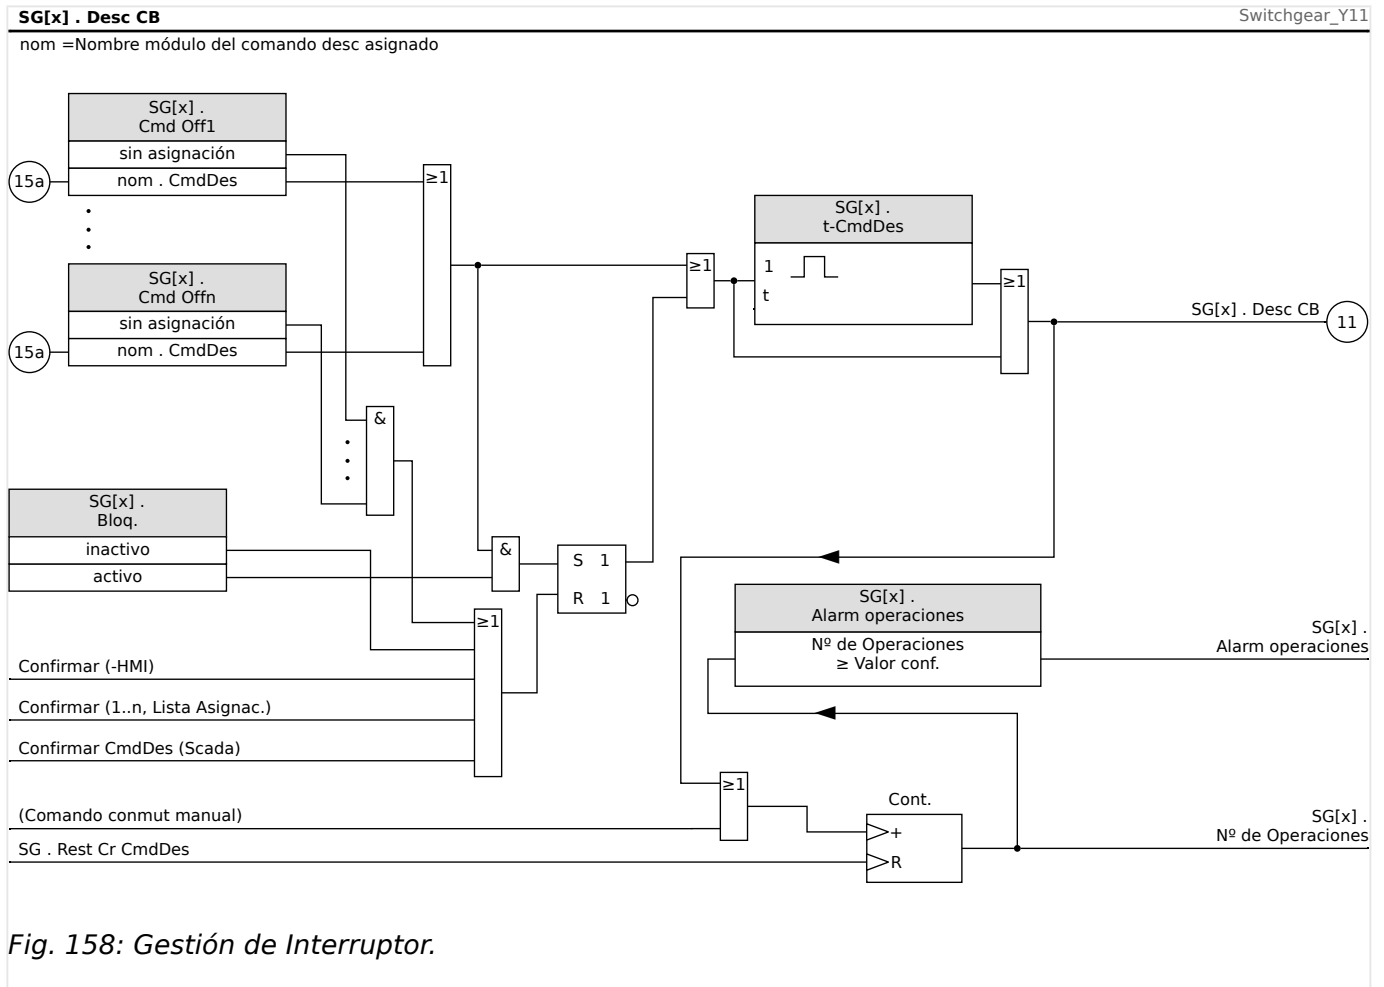 SG[x] . Desc CB
Switchgear_Y11
nom =Nombre módulo del comando desc asignado
SG[x] .
Cmd Off1
sin asignación
15a
nom . CmdDes
≥1
SG[x] .
t-CmdDes
1
t
SG[x] .
Cmd Offn
sin asignación
15a
nom . CmdDes
≥1
≥1
SG[x] . Desc CB
11
&
SG[x] .
Bloq.
inactivo
activo
&
S 1
R 1
≥1
SG[x] .
Alarm operaciones
Nº de Operaciones
≥ Valor conf.
SG[x] .
Alarm operaciones
Confirmar (-HMI)
Confirmar (1..n, Lista Asignac.)
Confirmar CmdDes (Scada)
≥1
(Comando conmut manual)
SG . Rest Cr CmdDes
Cont.
+
R
SG[x] .
Nº de Operaciones
Fig. 158: Gestión de Interruptor.